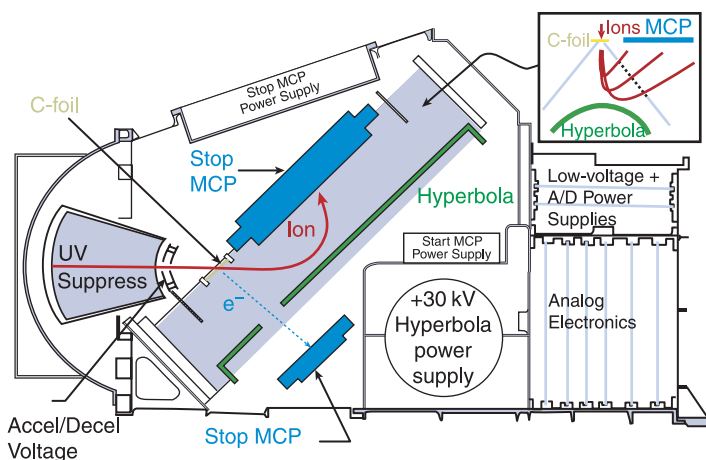 Stop MCP
Power Supply
C-foil
Ions
MCP
C-foil
Hyperbola
Stop
MCP
Hyperbola
Ion
UV
Suppress
e−
Low-voltage +
A/D Power
Supplies
Start MCP
Power Supply
+30 kV
Hyperbola
power
supply
Analog
Electronics
Accel/Decel
Voltage
Stop MCP